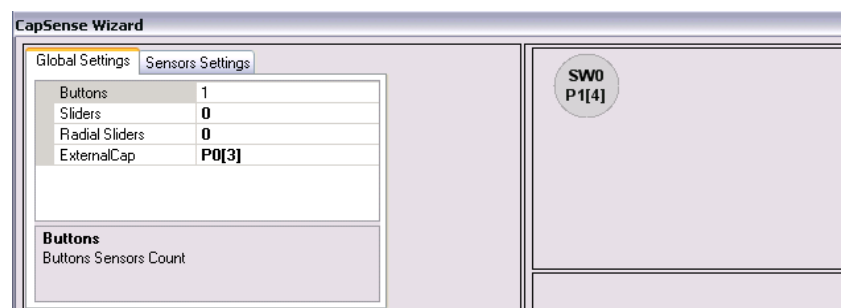 CapSense Wizard
Global Settings Sensors Settings
Buttons 1
Sliders 0
Radial Sliders 0
ExternalCap P0[3]
Buttons
Buttons Sensors Count
SW0
P1[4]